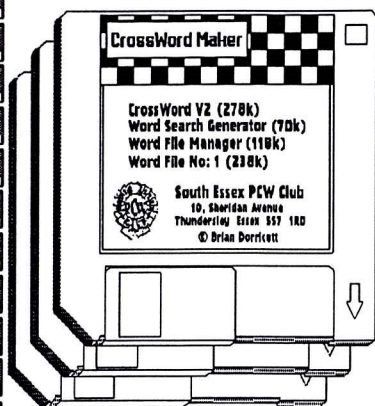 CrossWord Maker
CrossWord V2 (278k)
Word Search Generator (70k)
Word File Manager (118k)
Word File No: 1 (238k)
South Essex PCW Club
10, Sheridan Avenue
Thundersley Essex SS7 1RD
© Brian Dorricott